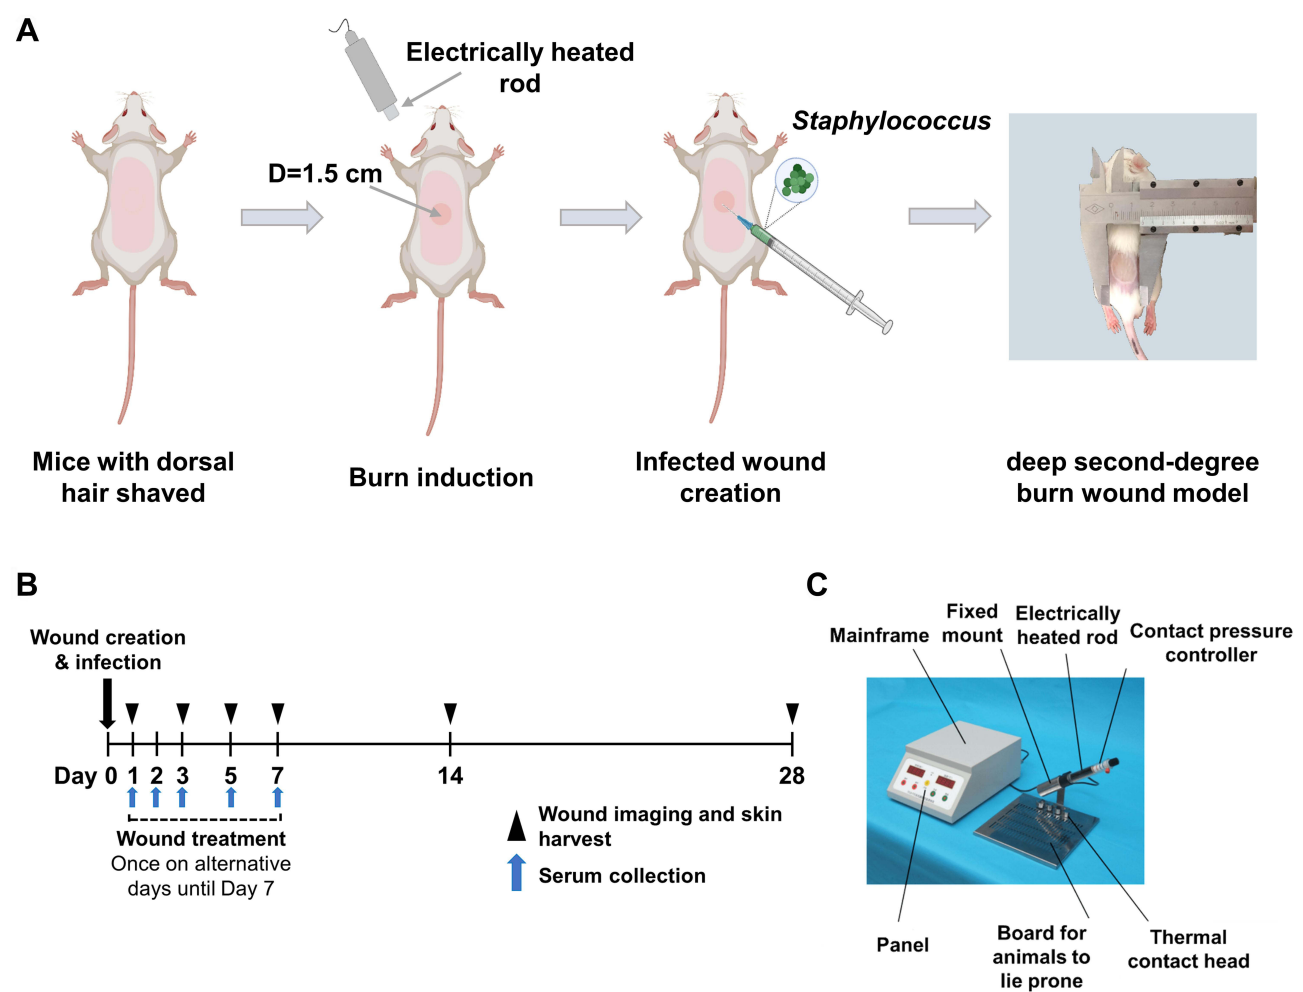 A
Electrically heated
rod
Staphylococcus
D=1.5 cm
Mice with dorsal
hair shaved
Burn induction
Infected wound
creation
deep second-degree
burn wound model
B
Wound creation
& infection
Day 0 1 2 3 5 7 14 28
Wound treatment
Once on alternative
days until Day 7
Wound imaging and skin
harvest
Serum collection
C
Mainframe
Fixed
mount
Electrically
heated rod
Contact pressure
controller
Panel
Board for
animals to
lie prone
Thermal
contact head